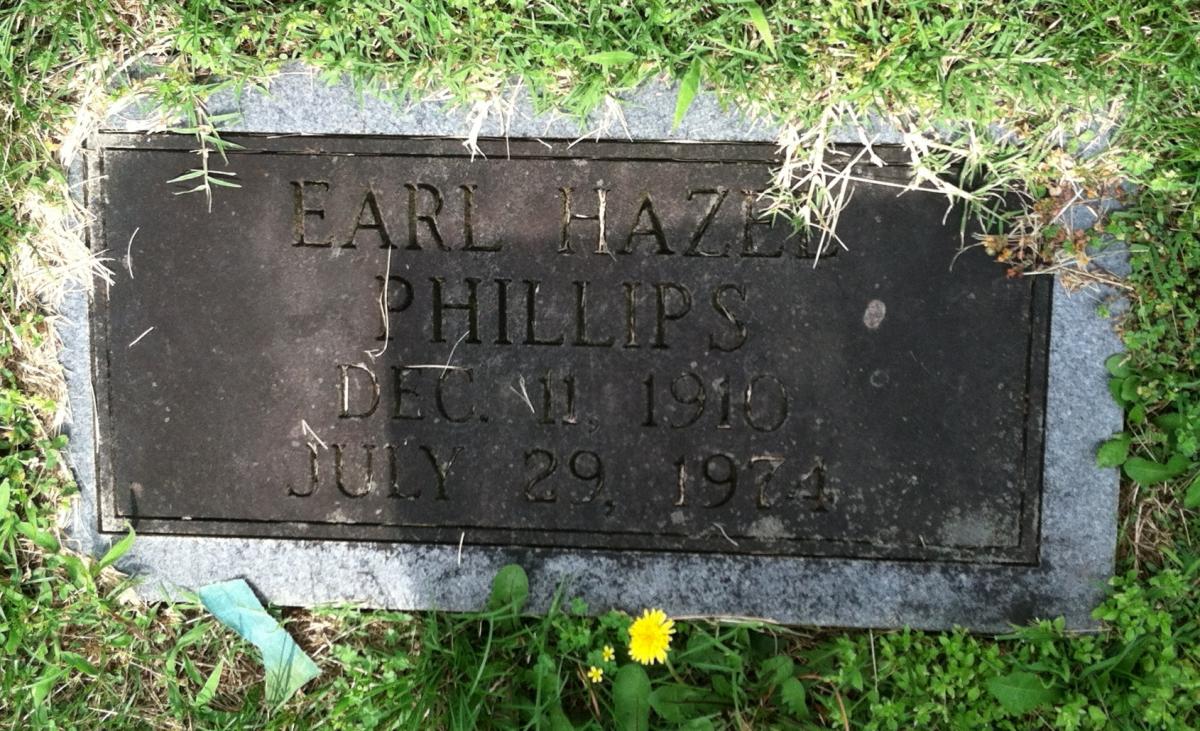 EARL HAZEL
PHILLIPS
DEC. 11, 1910
JULY 29, 1974